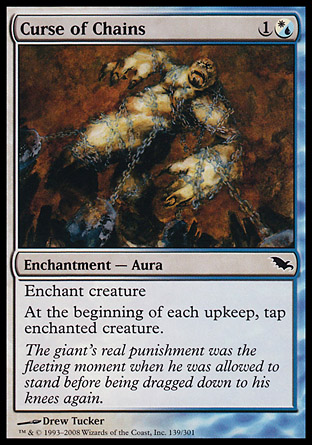 Curse of Chains 1
Enchantment — Aura
Enchant creature
At the beginning of each upkeep, tap
enchanted creature.
The giant's real punishment was the
fleeting moment when he was allowed to
stand before being dragged down to his
knees again.
Drew Tucker
™ & © 1993–2008 Wizards of the Coast, Inc. 139/301